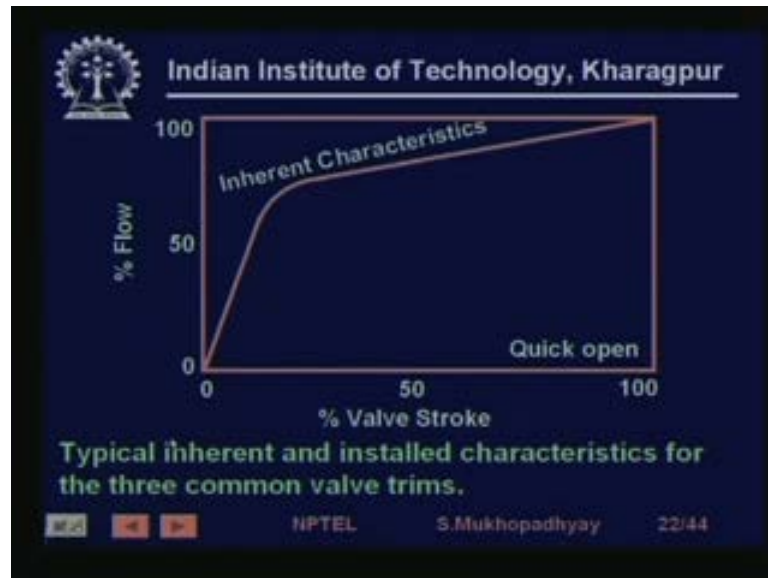 Indian Institute of Technology, Kharagpur
100
Inherent Characteristics
% Flow
50
Quick open
0
0 50 100
% Valve Stroke
Typical inherent and installed characteristics for
the three common valve trims.
NPTEL S.Mukhopadhyay 22/44